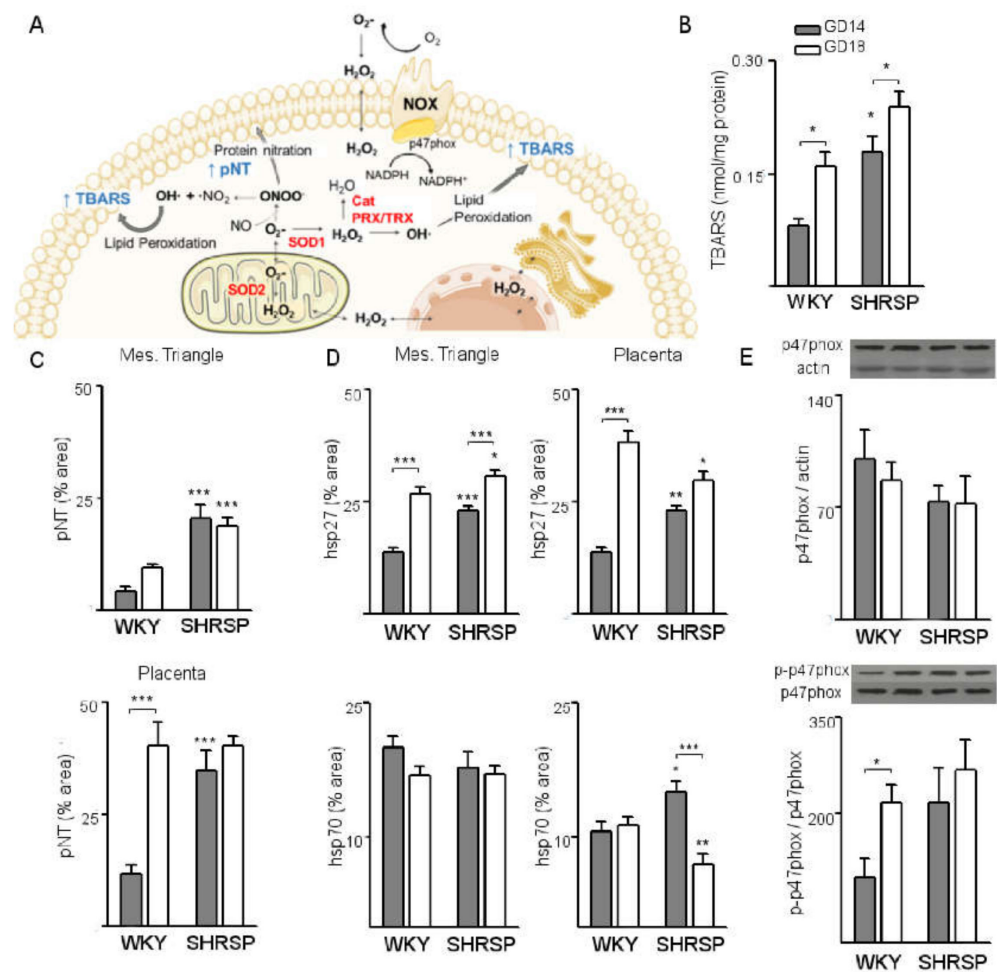 A
O₂•-
O₂
H₂O₂
NOX
H₂O₂
p47phox
NADPH
NADPH⁺
Protein nitration
↑ pNT
↑ TBARS
↑ TBARS
OH· + ·NO₂
ONOO-
H₂O
Cat
PRX/TRX
Lipid
Peroxidation
NO
O₂•-
SOD1
H₂O₂
OH·
Lipid Peroxidation
O₂•-
SOD2
H₂O₂
H₂O₂
H₂O₂
B
GD14
GD18
TBARS (nmol/mg protein)
0.30
0.15
*
*
*
WKY
SHRSP
C
Mes. Triangle
pNT (% area)
50
25
***
***
WKY
SHRSP
Placenta
pNT (% area)
50
25
***
***
WKY
SHRSP
D
Mes. Triangle
hsp27 (% area)
50
25
***
***
***
*
WKY
SHRSP
Placenta
hsp27 (% area)
50
25
***
**
*
WKY
SHRSP
hsp70 (% area)
25
10
WKY
SHRSP
hsp70 (% area)
25
10
*
***
**
WKY
SHRSP
E
p47phox
actin
p47phox / actin
140
70
WKY
SHRSP
p-p47phox
p47phox
p-p47phox / p47phox
350
200
*
WKY
SHRSP